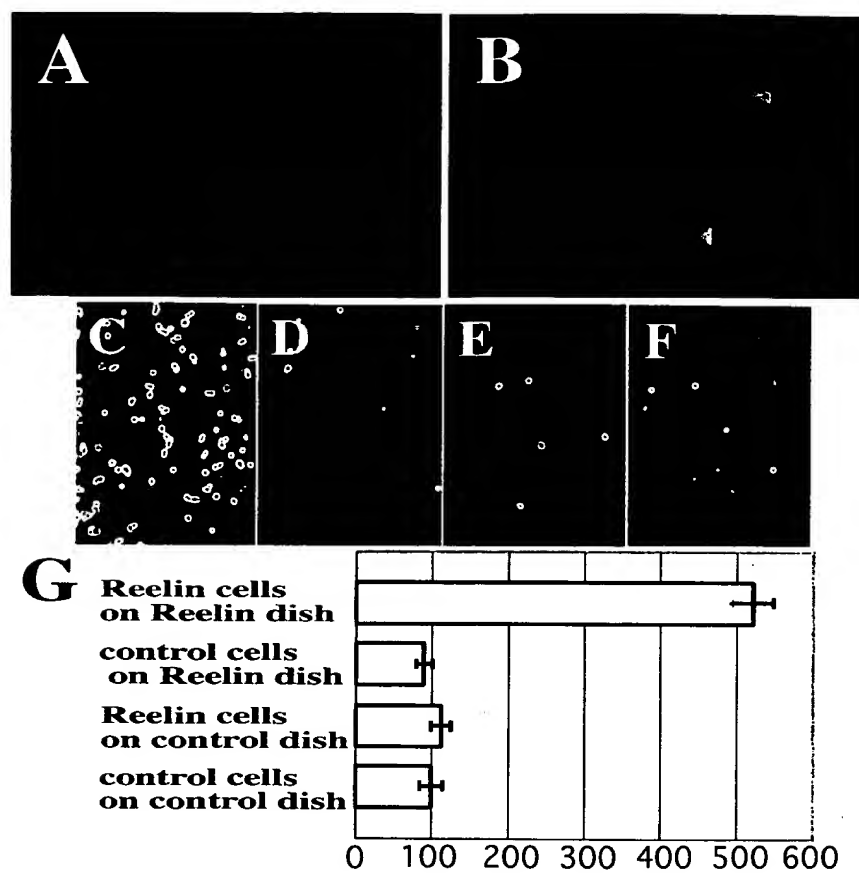 A
B
C
D
E
F
G
Reelin cells
on Reelin dish
control cells
on Reelin dish
Reelin cells
on control dish
control cells
on control dish
0 100 200 300 400 500 600